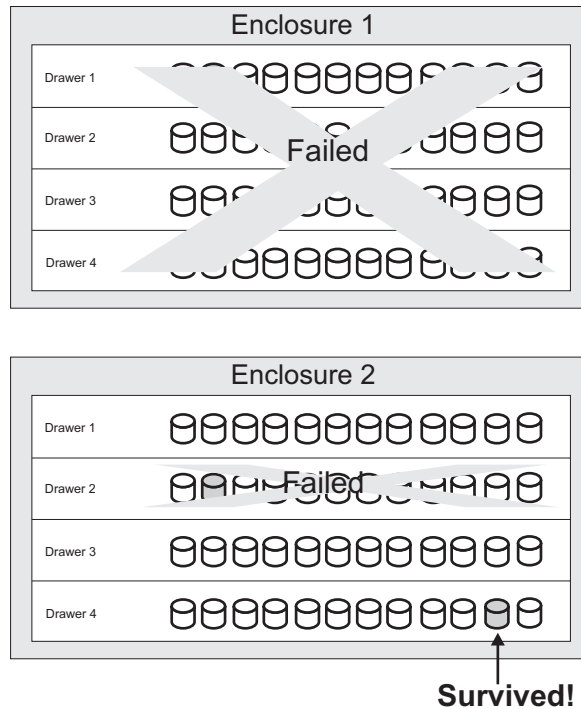 Enclosure 1
Drawer 1
Drawer 2
Failed
Drawer 3
Drawer 4
Enclosure 2
Drawer 1
Drawer 2
Failed
Drawer 3
Drawer 4
Survived!